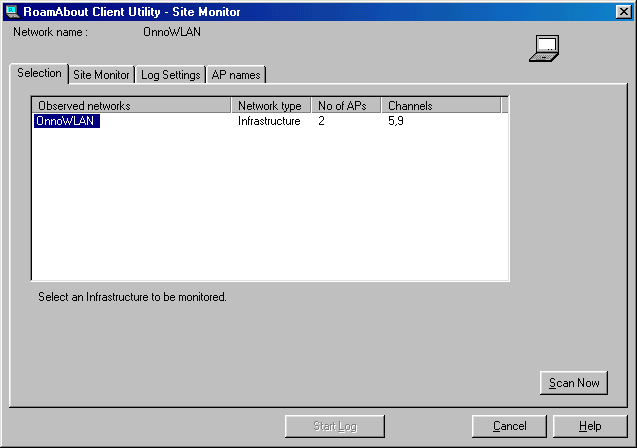 RoamAbout Client Utility - Site Monitor
Network name : OnnoWLAN
Selection Site Monitor Log Settings AP names
Observed networks Network type No of APs Channels
OnnoWLAN Infrastructure 2 5,9
Select an Infrastructure to be monitored.
Scan Now
Start Log Cancel Help